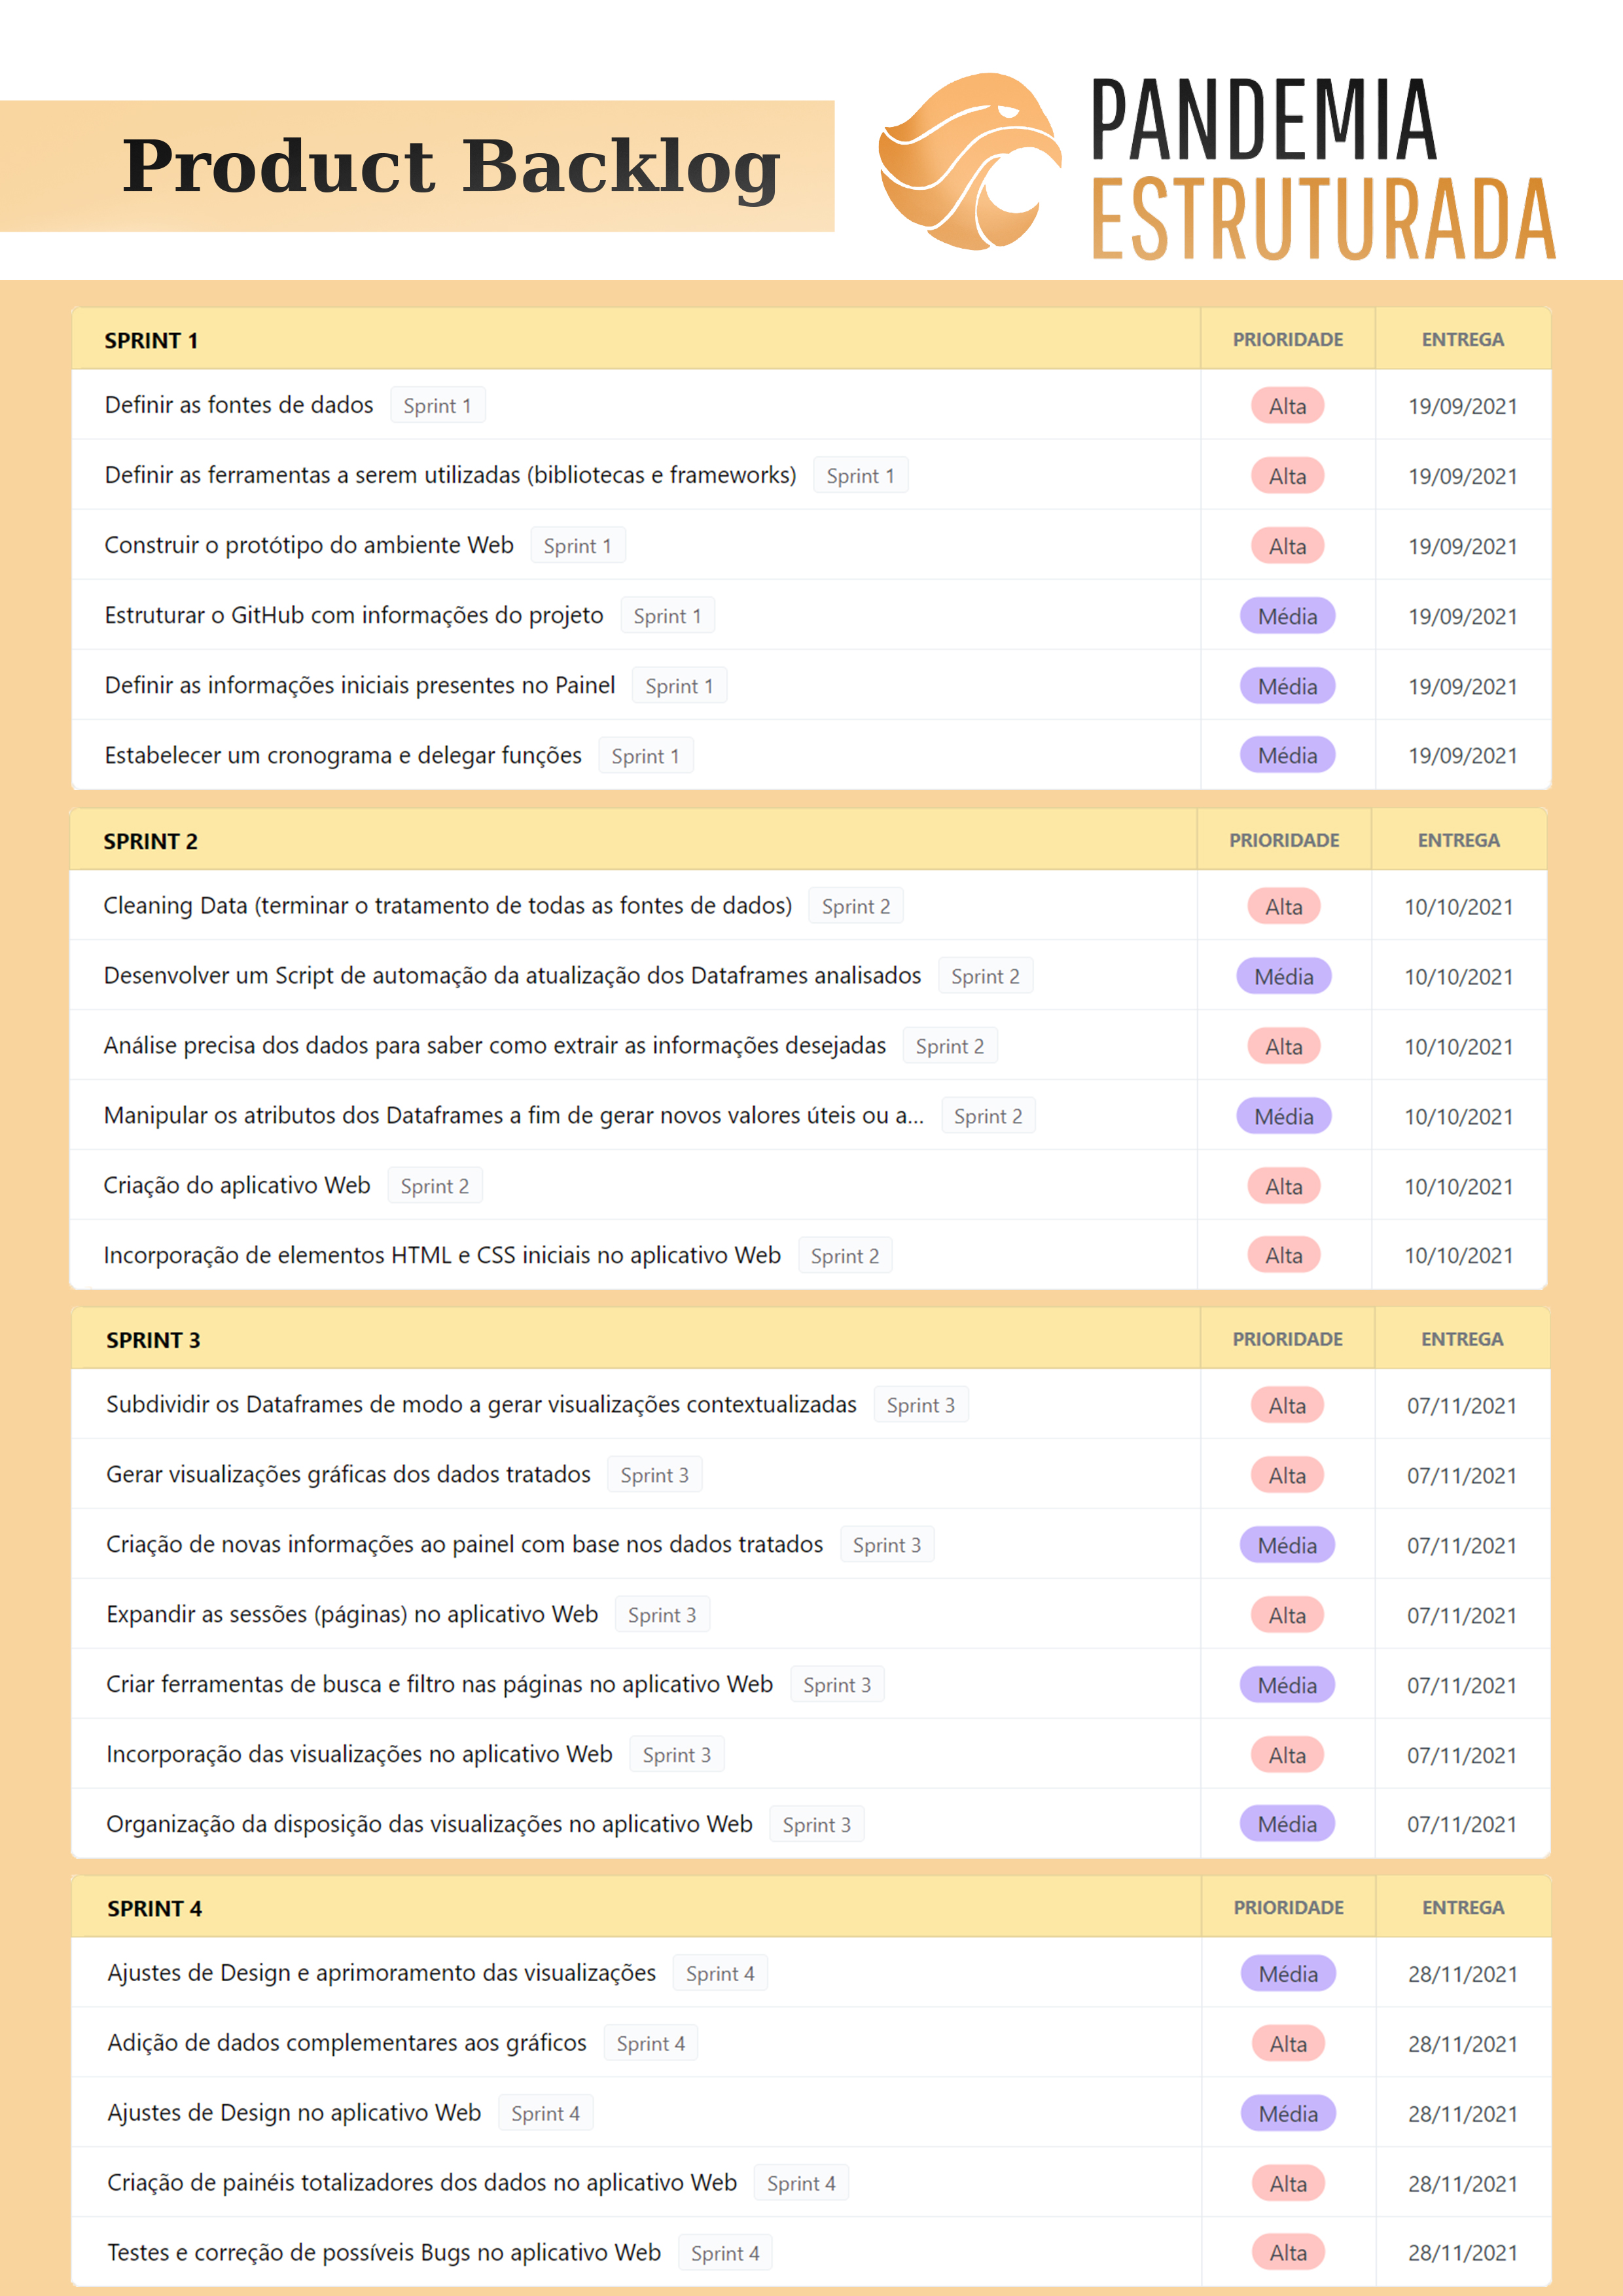 Product Backlog
PANDEMIA
ESTRUTURADA
SPRINT 1 PRIORIDADE ENTREGA
Definir as fontes de dados Sprint 1 Alta 19/09/2021
Definir as ferramentas a serem utilizadas (bibliotecas e frameworks) Sprint 1 Alta 19/09/2021
Construir o protótipo do ambiente Web Sprint 1 Alta 19/09/2021
Estruturar o GitHub com informações do projeto Sprint 1 Média 19/09/2021
Definir as informações iniciais presentes no Painel Sprint 1 Média 19/09/2021
Estabelecer um cronograma e delegar funções Sprint 1 Média 19/09/2021
SPRINT 2 PRIORIDADE ENTREGA
Cleaning Data (terminar o tratamento de todas as fontes de dados) Sprint 2 Alta 10/10/2021
Desenvolver um Script de automação da atualização dos Dataframes analisados Sprint 2 Média 10/10/2021
Análise precisa dos dados para saber como extrair as informações desejadas Sprint 2 Alta 10/10/2021
Manipular os atributos dos Dataframes a fim de gerar novos valores úteis ou a... Sprint 2 Média 10/10/2021
Criação do aplicativo Web Sprint 2 Alta 10/10/2021
Incorporação de elementos HTML e CSS iniciais no aplicativo Web Sprint 2 Alta 10/10/2021
SPRINT 3 PRIORIDADE ENTREGA
Subdividir os Dataframes de modo a gerar visualizações contextualizadas Sprint 3 Alta 07/11/2021
Gerar visualizações gráficas dos dados tratados Sprint 3 Alta 07/11/2021
Criação de novas informações ao painel com base nos dados tratados Sprint 3 Média 07/11/2021
Expandir as sessões (páginas) no aplicativo Web Sprint 3 Alta 07/11/2021
Criar ferramentas de busca e filtro nas páginas no aplicativo Web Sprint 3 Média 07/11/2021
Incorporação das visualizações no aplicativo Web Sprint 3 Alta 07/11/2021
Organização da disposição das visualizações no aplicativo Web Sprint 3 Média 07/11/2021
SPRINT 4 PRIORIDADE ENTREGA
Ajustes de Design e aprimoramento das visualizações Sprint 4 Média 28/11/2021
Adição de dados complementares aos gráficos Sprint 4 Alta 28/11/2021
Ajustes de Design no aplicativo Web Sprint 4 Média 28/11/2021
Criação de painéis totalizadores dos dados no aplicativo Web Sprint 4 Alta 28/11/2021
Testes e correção de possíveis Bugs no aplicativo Web Sprint 4 Alta 28/11/2021